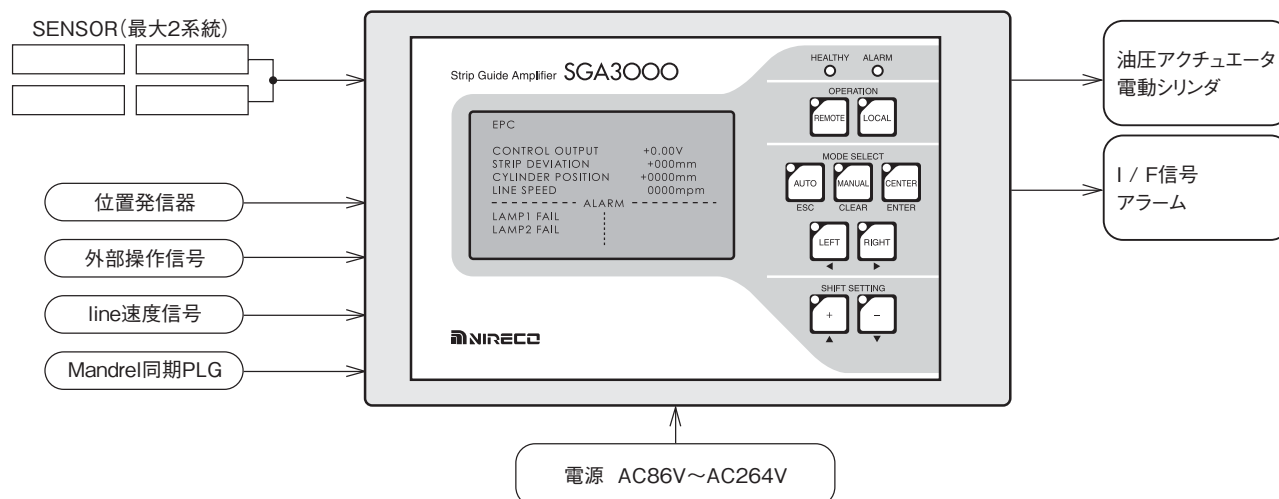 SENSOR(最大2系統)
位置発信器
外部操作信号
line速度信号
Mandrel同期PLG
Strip Guide Amplifier SGA3000
EPC
CONTROL OUTPUT +0.00V
STRIP DEVIATION +000mm
CYLINDER POSITION +0000mm
LINE SPEED 0000mpm
ALARM
LAMP1 FAIL
LAMP2 FAIL
NIRECO
HEALTHY ALARM
OPERATION
REMOTE LOCAL
MODE SELECT
AUTO MANUAL CENTER
ESC CLEAR ENTER
LEFT RIGHT
◀ ▶
SHIFT SETTING
+ −
▲ ▼
油圧アクチュエータ
電動シリンダ
I / F信号
アラーム
電源 AC86V～AC264V